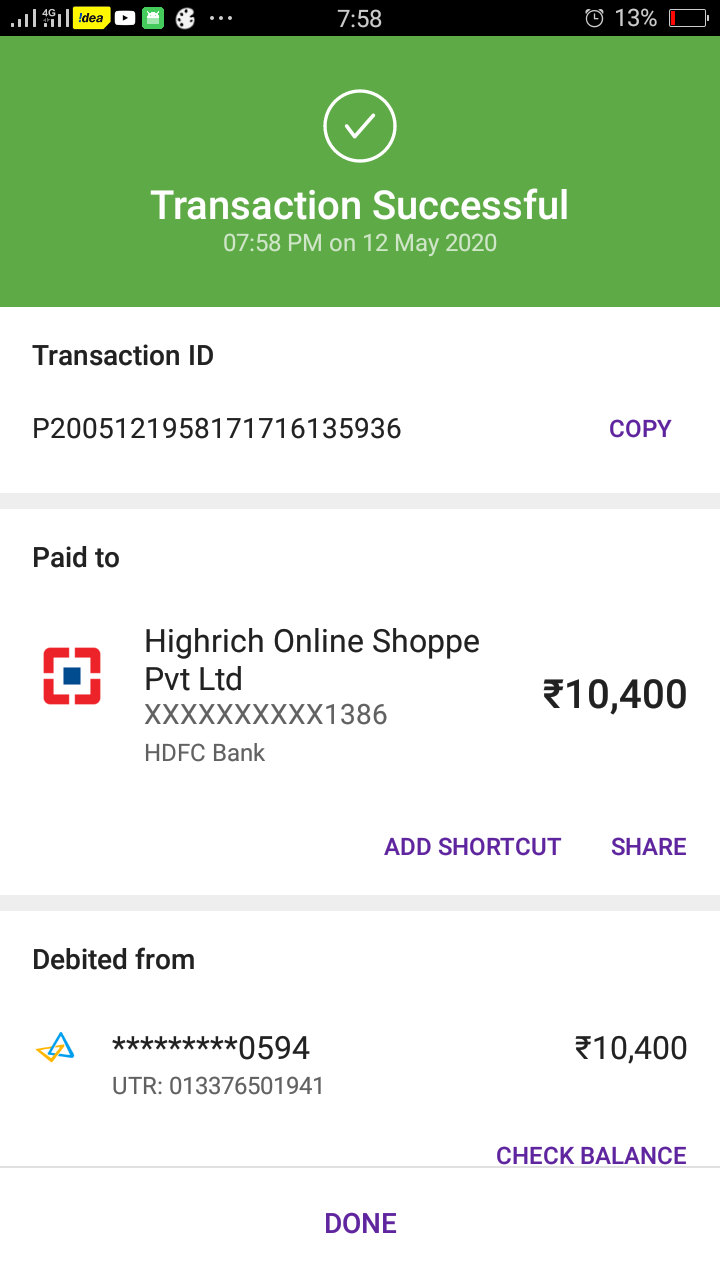 4G
!dea
7:58
13%
Transaction Successful
07:58 PM on 12 May 2020
Transaction ID
P2005121958171716135936
COPY
Paid to
Highrich Online Shoppe
Pvt Ltd
₹10,400
XXXXXXXXXX1386
HDFC Bank
ADD SHORTCUT
SHARE
Debited from
*********0594
₹10,400
UTR: 013376501941
CHECK BALANCE
DONE